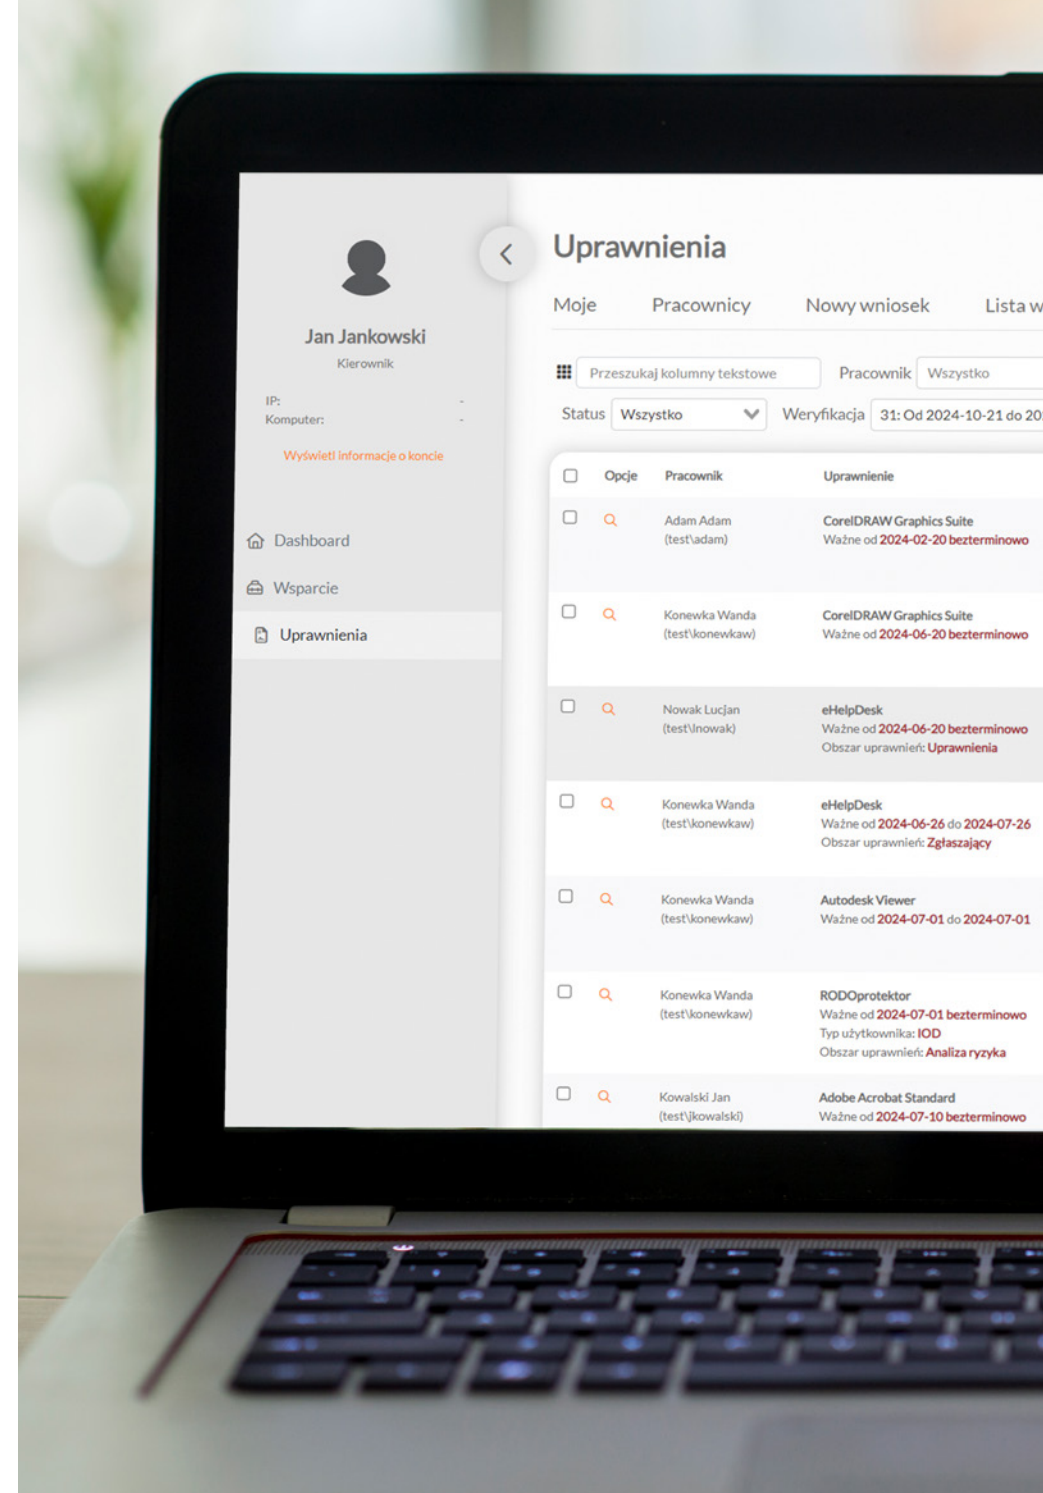 Uprawnienia
Moje Pracownicy Nowy wniosek Lista w
Jan Jankowski
Kierownik
IP: -
Komputer: -
Wyświetl informacje o koncie
Dashboard
Wsparcie
Uprawnienia
Przeszukaj kolumny tekstowe Pracownik Wszystko
Status Wszystko Weryfikacja 31: Od 2024-10-21 do 20
Opcje Pracownik Uprawnienie
Adam Adam CorelDRAW Graphics Suite
(test\adam) Ważne od 2024-02-20 bezterminowo
Konewka Wanda CorelDRAW Graphics Suite
(test\konewkaw) Ważne od 2024-06-20 bezterminowo
Nowak Lucjan eHelpDesk
(test\lnowak) Ważne od 2024-06-20 bezterminowo
Obszar uprawnień: Uprawnienia
Konewka Wanda eHelpDesk
(test\konewkaw) Ważne od 2024-06-26 do 2024-07-26
Obszar uprawnień: Zgłaszający
Konewka Wanda Autodesk Viewer
(test\konewkaw) Ważne od 2024-07-01 do 2024-07-01
Konewka Wanda RODOprotektor
(test\konewkaw) Ważne od 2024-07-01 bezterminowo
Typ użytkownika: IOD
Obszar uprawnień: Analiza ryzyka
Kowalski Jan Adobe Acrobat Standard
(test\jkowalski) Ważne od 2024-07-10 bezterminowo